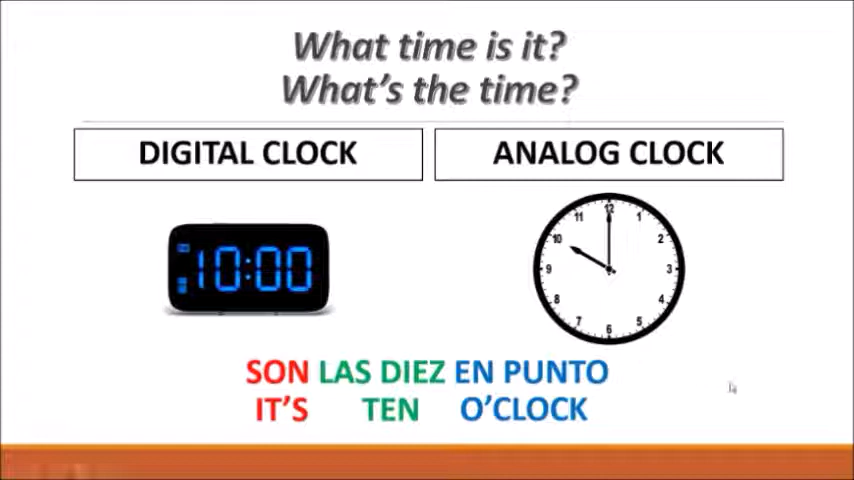 What time is it?
What's the time?
DIGITAL CLOCK
ANALOG CLOCK
10:00
12
11
1
10
2
9
3
8
4
7
5
6
SON LAS DIEZ EN PUNTO
IT'S TEN O'CLOCK